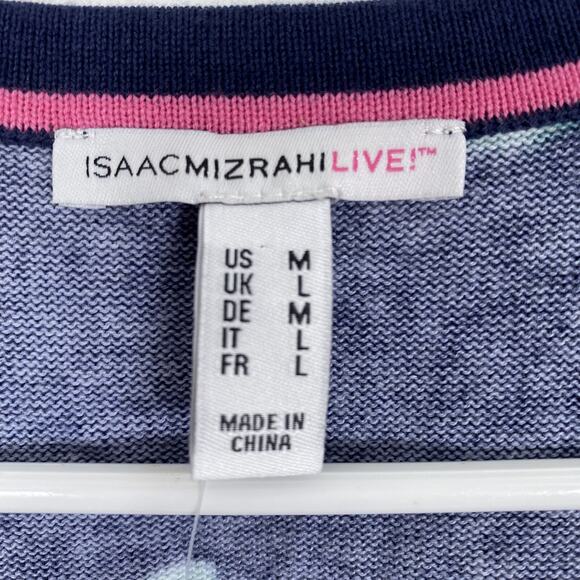 ISAACMIZRAHILIVE!™
US M
UK L
DE M
IT L
FR L
MADE IN
CHINA